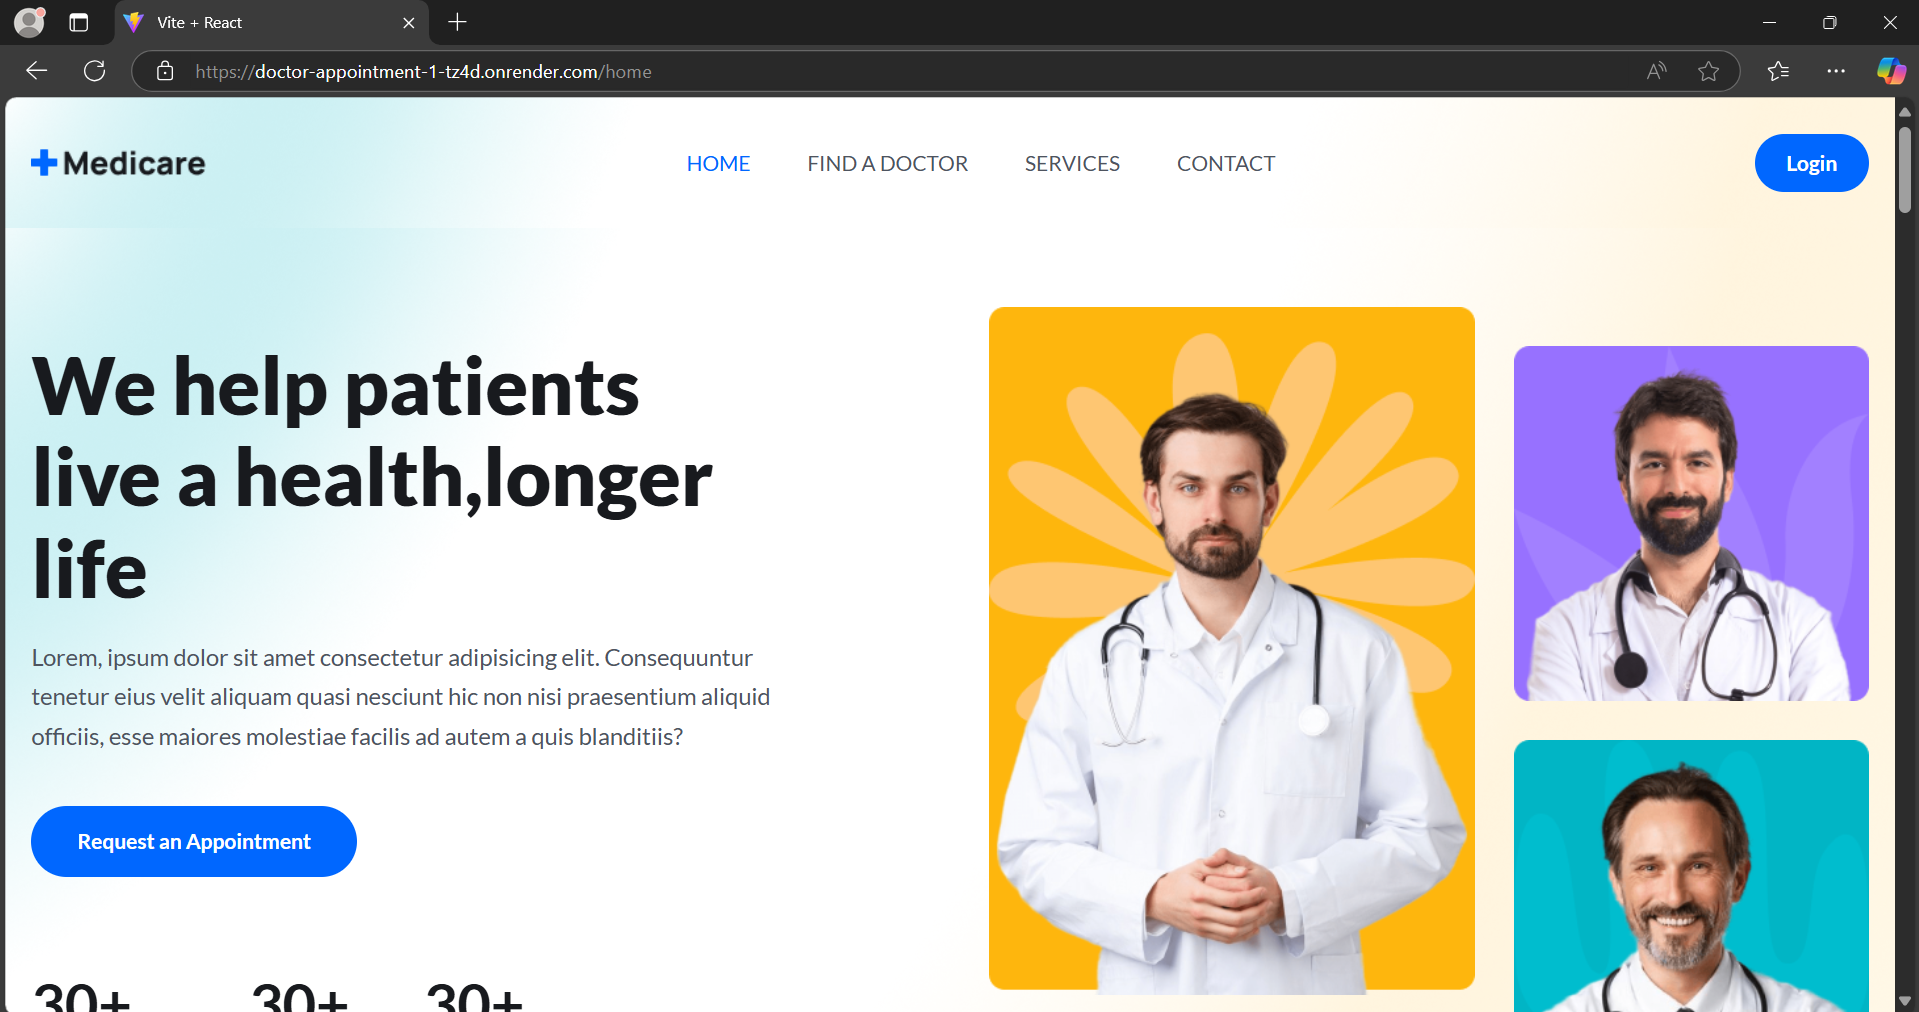 Vite + React
https://doctor-appointment-1-tz4d.onrender.com/home
Medicare
HOME
FIND A DOCTOR
SERVICES
CONTACT
Login
We help patients
live a health,longer
life
Lorem, ipsum dolor sit amet consectetur adipisicing elit. Consequuntur
tenetur eius velit aliquam quasi nesciunt hic non nisi praesentium aliquid
officiis, esse maiores molestiae facilis ad autem a quis blanditiis?
Request an Appointment
30+ 30+ 30+